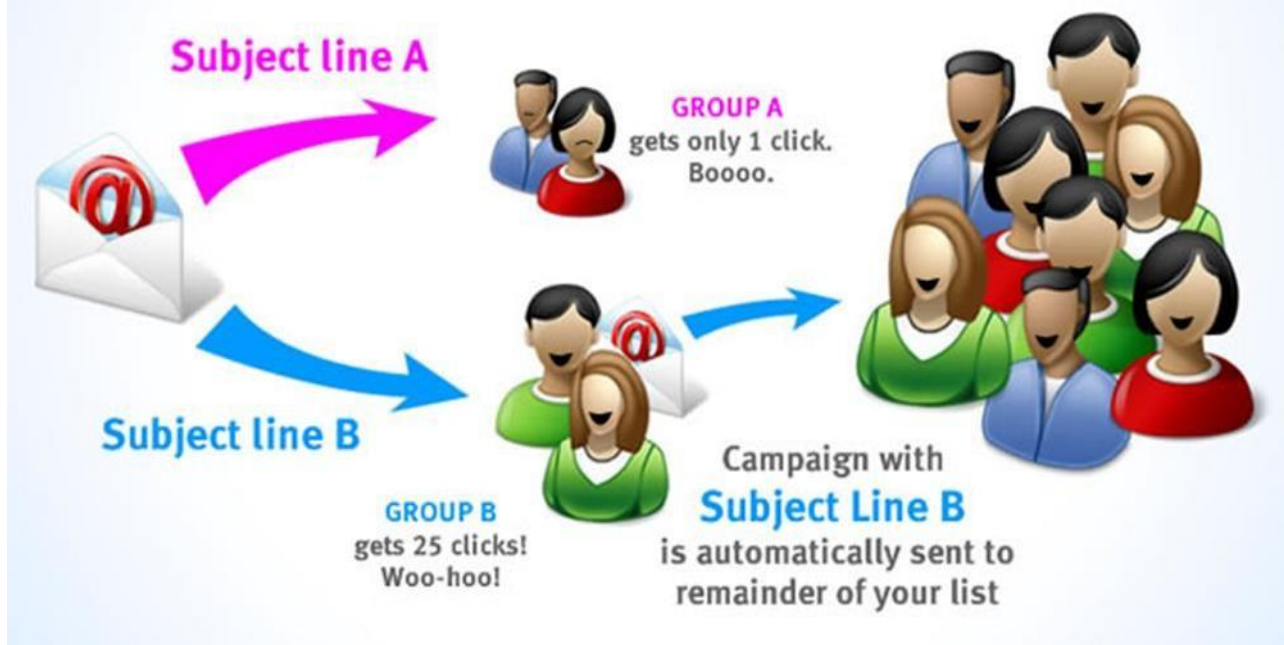 Subject line A
GROUP A
gets only 1 click.
Boooo.
Subject line B
GROUP B
gets 25 clicks!
Woo-hoo!
Campaign with
Subject Line B
is automatically sent to
remainder of your list